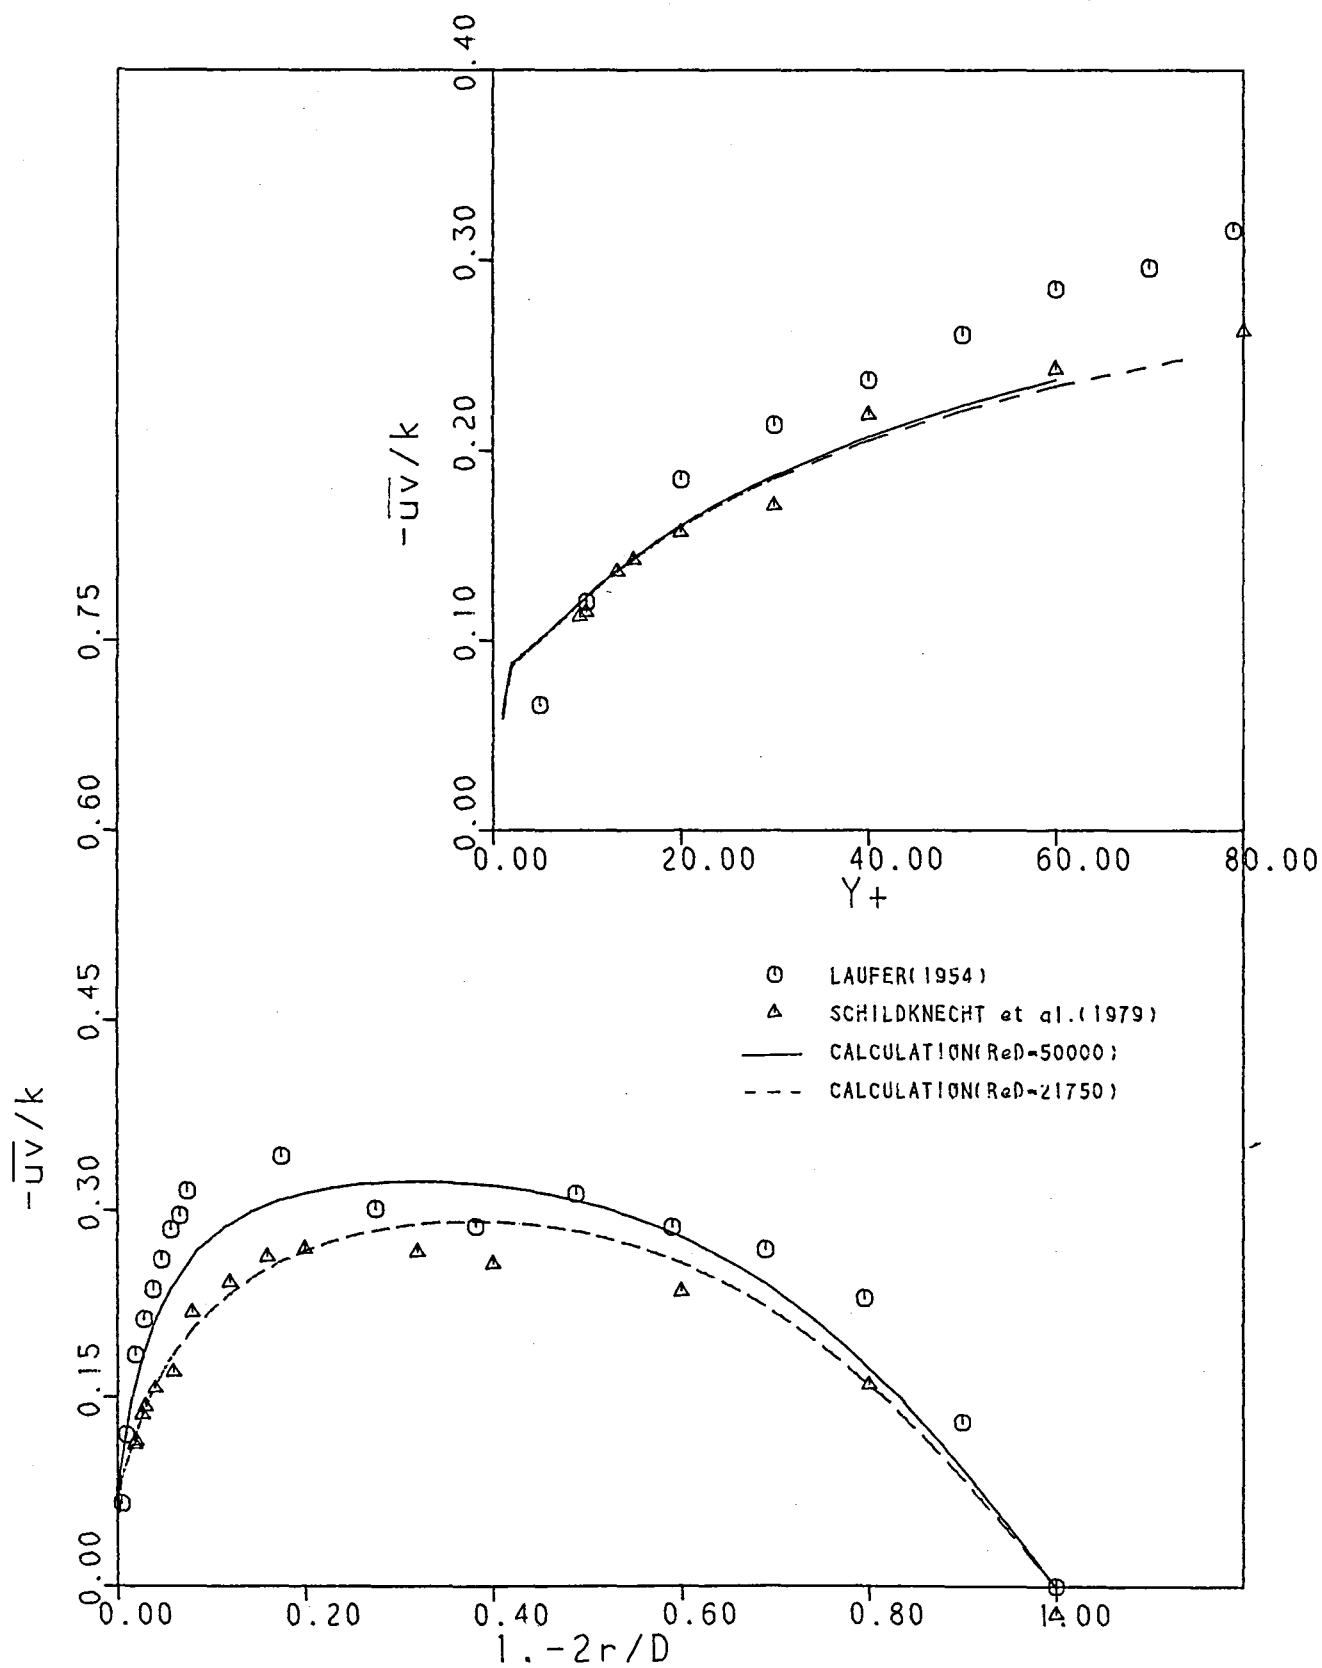 0.40
0.30
0.20
0.10
0.00
-uv/k
0.00 20.00 40.00 60.00 80.00
Y+
LAUFER(1954)
SCHILDKNECHT et al.(1979)
CALCULATION(ReD=50000)
CALCULATION(ReD=21750)
0.75
0.60
0.45
0.30
0.15
0.00
-uv/k
0.00 0.20 0.40 0.60 0.80 1.00
1.-2r/D